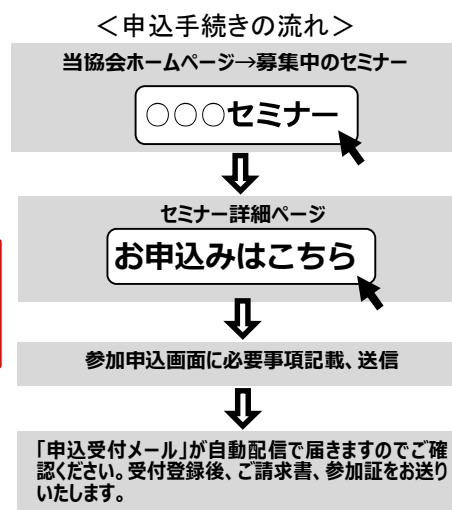 ＜申込手続きの流れ＞
当協会ホームページ→募集中のセミナー
○○○セミナー
セミナー詳細ページ
お申込みはこちら
参加申込画面に必要事項記載、送信
「申込受付メール」が自動配信で届きますのでご確
認ください。受付登録後、ご請求書、参加証をお送り
いたします。